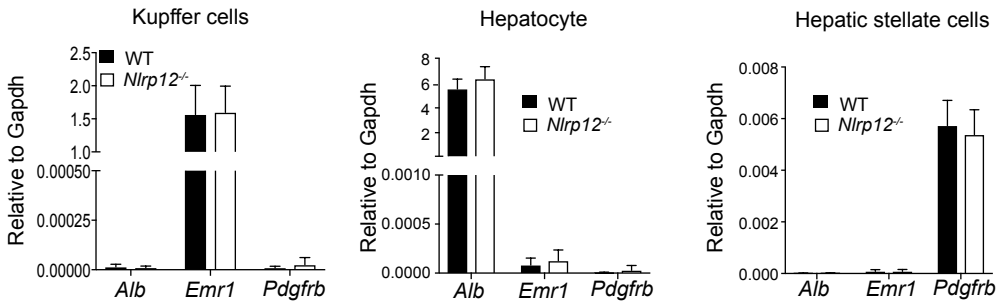 Kupffer cells
Relative to Gapdh
2.5
2.0
1.5
1.0
0.00050
0.00025
0.00000
WT
Nlrp12-/-
Alb Emr1 Pdgfrb
Hepatocyte
Relative to Gapdh
8
6
4
2
0.0010
0.0005
0.0000
WT
Nlrp12-/-
Alb Emr1 Pdgfrb
Hepatic stellate cells
Relative to Gapdh
0.008
0.006
0.004
0.002
0.000
WT
Nlrp12-/-
Alb Emr1 Pdgfrb